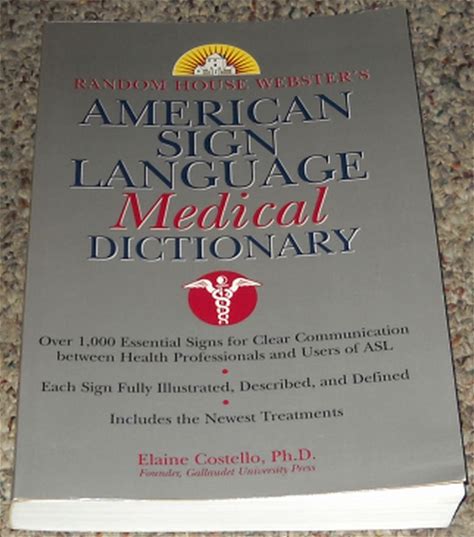 RANDOM HOUSE WEBSTER'S
AMERICAN
SIGN
LANGUAGE
Medical
DICTIONARY
Over 1,000 Essential Signs for Clear Communication
between Health Professionals and Users of ASL
• 
Each Sign Fully Illustrated, Described, and Defined
• 
Includes the Newest Treatments
Elaine Costello, Ph.D.
Founder, Gallaudet University Press